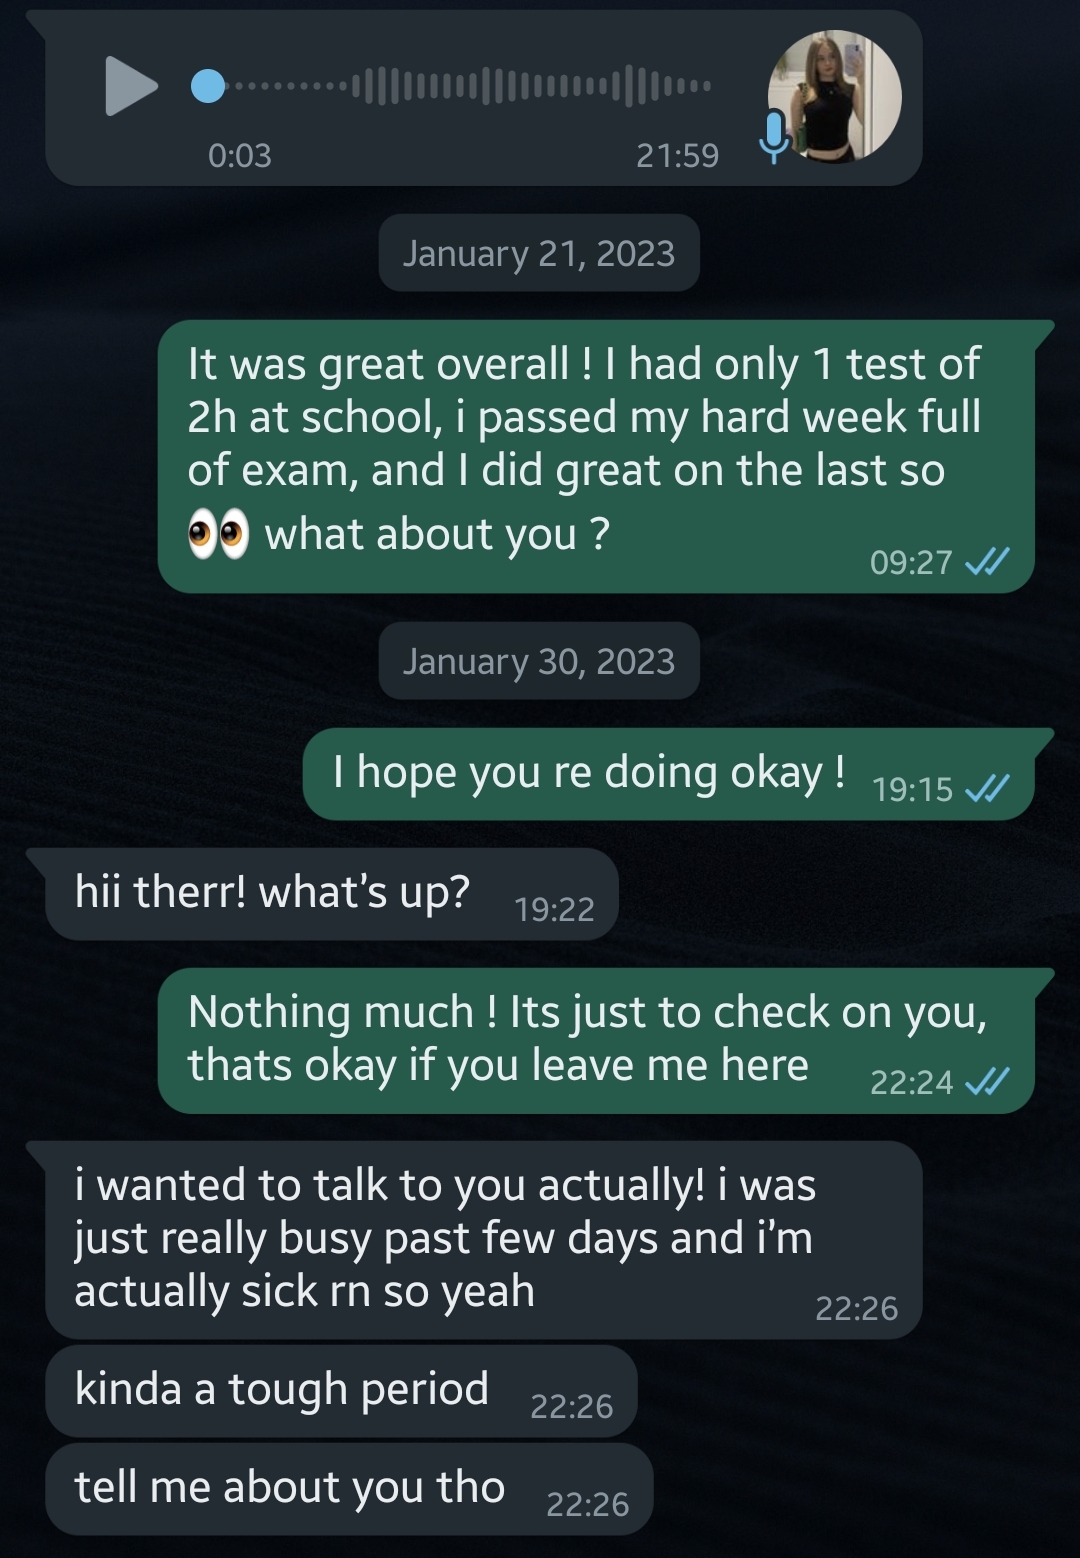 0:03 21:59
January 21, 2023
It was great overall ! I had only 1 test of
2h at school, i passed my hard week full
of exam, and I did great on the last so
👀 what about you ?
09:27
January 30, 2023
I hope you re doing okay ! 19:15
hii therr! what's up? 19:22
Nothing much ! Its just to check on you,
thats okay if you leave me here 22:24
i wanted to talk to you actually! i was
just really busy past few days and i'm
actually sick rn so yeah 22:26
kinda a tough period 22:26
tell me about you tho 22:26